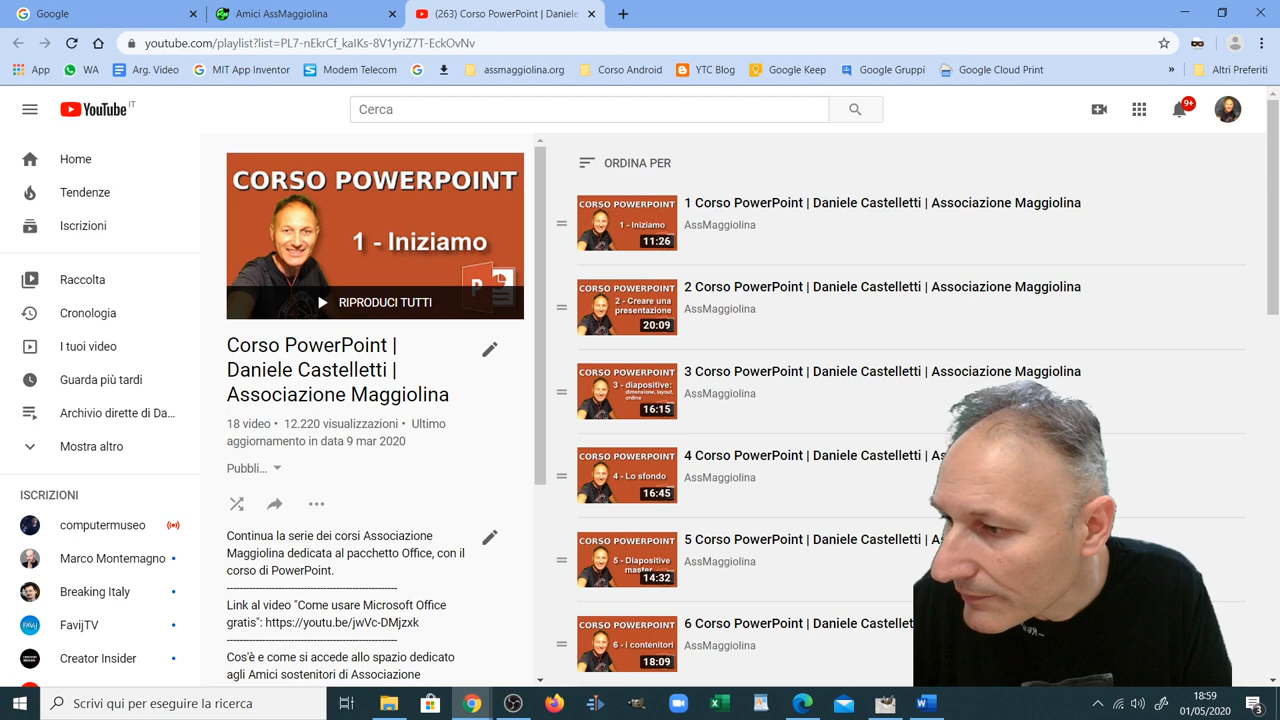 Google
Amici AssMaggiolina
(263) Corso PowerPoint | Daniele
youtube.com/playlist?list=PL7-nEkrCf_kaIKs-8V1yriZ7T-EckOvNv
App
WA
Arg. Video
MIT App Inventor
Modem Telecom
assmaggiolina.org
Corso Android
YTC Blog
Google Keep
Google Gruppi
Google Cloud Print
»
Altri Preferiti
YouTube IT
Cerca
9+
Home
Tendenze
Iscrizioni
Raccolta
Cronologia
I tuoi video
Guarda più tardi
Archivio dirette di Da...
Mostra altro
ISCRIZIONI
computermuseo
Marco Montemagno
Breaking Italy
FAVIJ
FavijTV
Creator Insider
CORSO POWERPOINT
1 - Iniziamo
P
RIPRODUCI TUTTI
Corso PowerPoint |
Daniele Castelletti |
Associazione Maggiolina
18 video • 12.220 visualizzazioni • Ultimo
aggiornamento in data 9 mar 2020
Pubbli...
Continua la serie dei corsi Associazione
Maggiolina dedicata al pacchetto Office, con il
corso di PowerPoint.
Link al video "Come usare Microsoft Office
gratis": https://youtu.be/jwVc-DMjzxk
Cos'è e come si accede allo spazio dedicato
agli Amici sostenitori di Associazione
ORDINA PER
CORSO POWERPOINT
1 - Iniziamo
11:26
1 Corso PowerPoint | Daniele Castelletti | Associazione Maggiolina
AssMaggiolina
CORSO POWERPOINT
2 - Creare una
presentazione
20:09
2 Corso PowerPoint | Daniele Castelletti | Associazione Maggiolina
AssMaggiolina
CORSO POWERPOINT
3 - diapositive:
dimensione, layout,
ordine
16:15
3 Corso PowerPoint | Daniele Castelletti | Associazione Maggiolina
AssMaggiolina
CORSO POWERPOINT
4 - Lo sfondo
16:45
4 Corso PowerPoint | Daniele Castelletti | A
AssMaggiolina
CORSO POWERPOINT
5 - Diapositive
master
14:32
5 Corso PowerPoint | Daniele Castelletti | A
AssMaggiolina
CORSO POWERPOINT
6 - i contenitori
18:09
6 Corso PowerPoint | Daniele Castellet
AssMaggiolina
Scrivi qui per eseguire la ricerca
18:59
01/05/2020
3